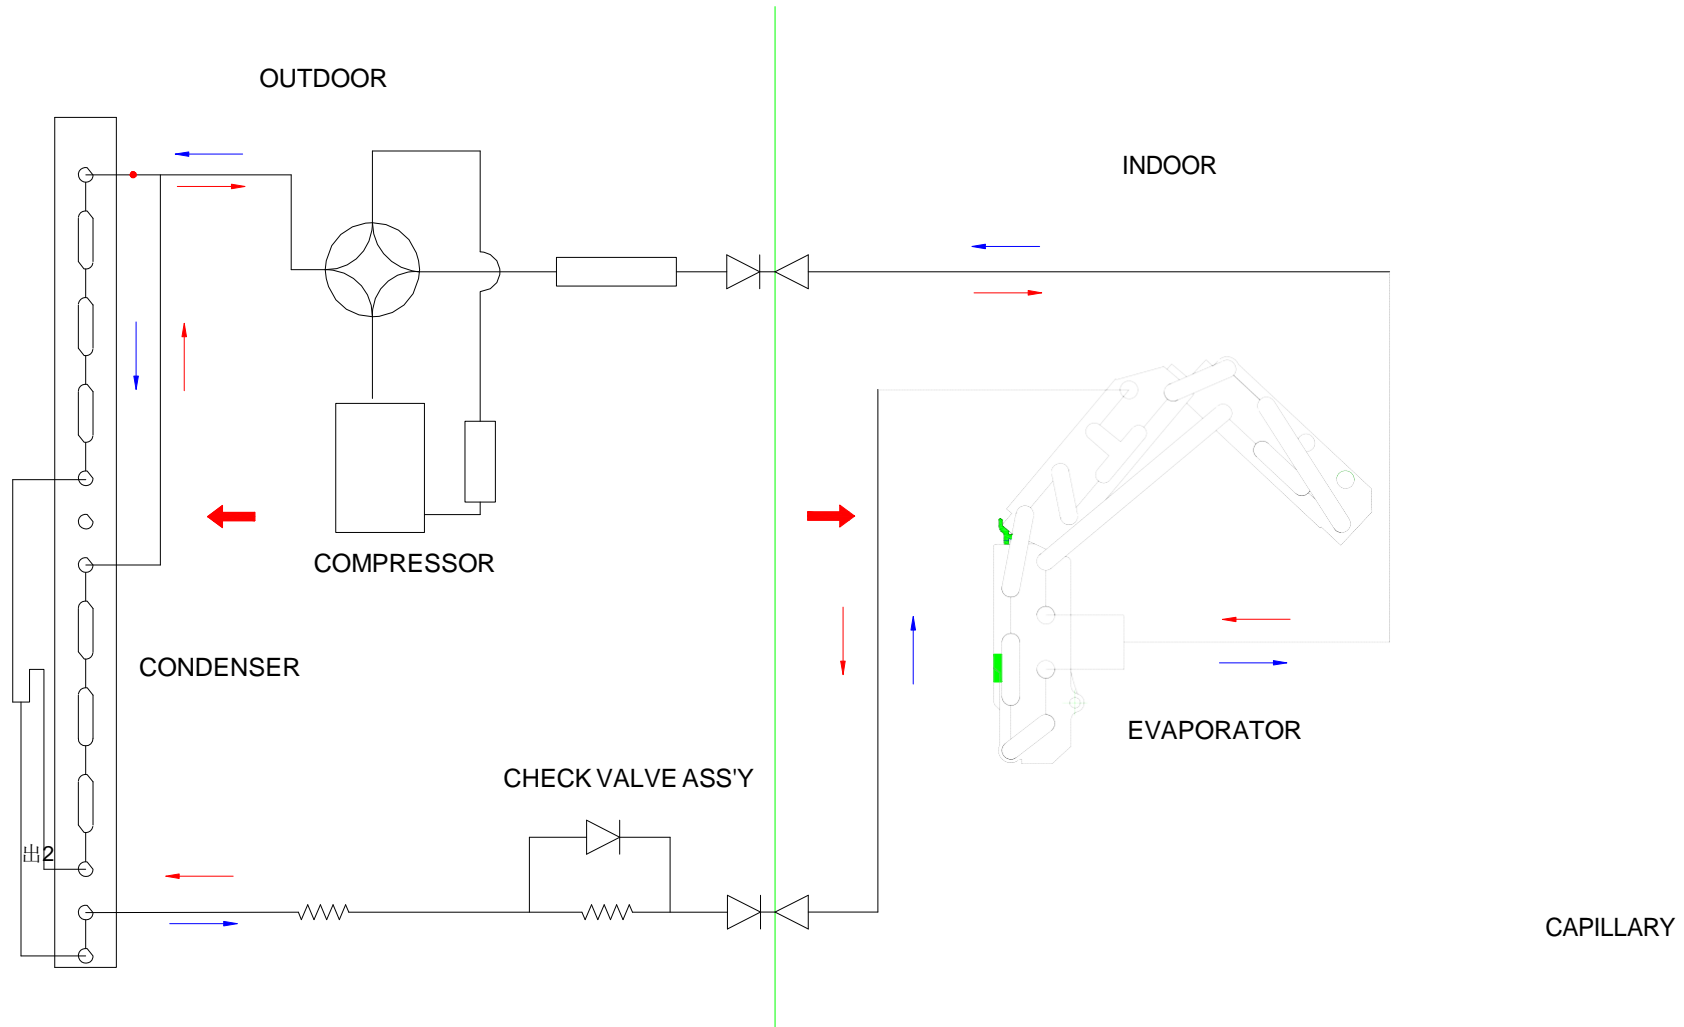 OUTDOOR
INDOOR
COMPRESSOR
CONDENSER
EVAPORATOR
CHECK VALVE ASS'Y
出2
CAPILLARY